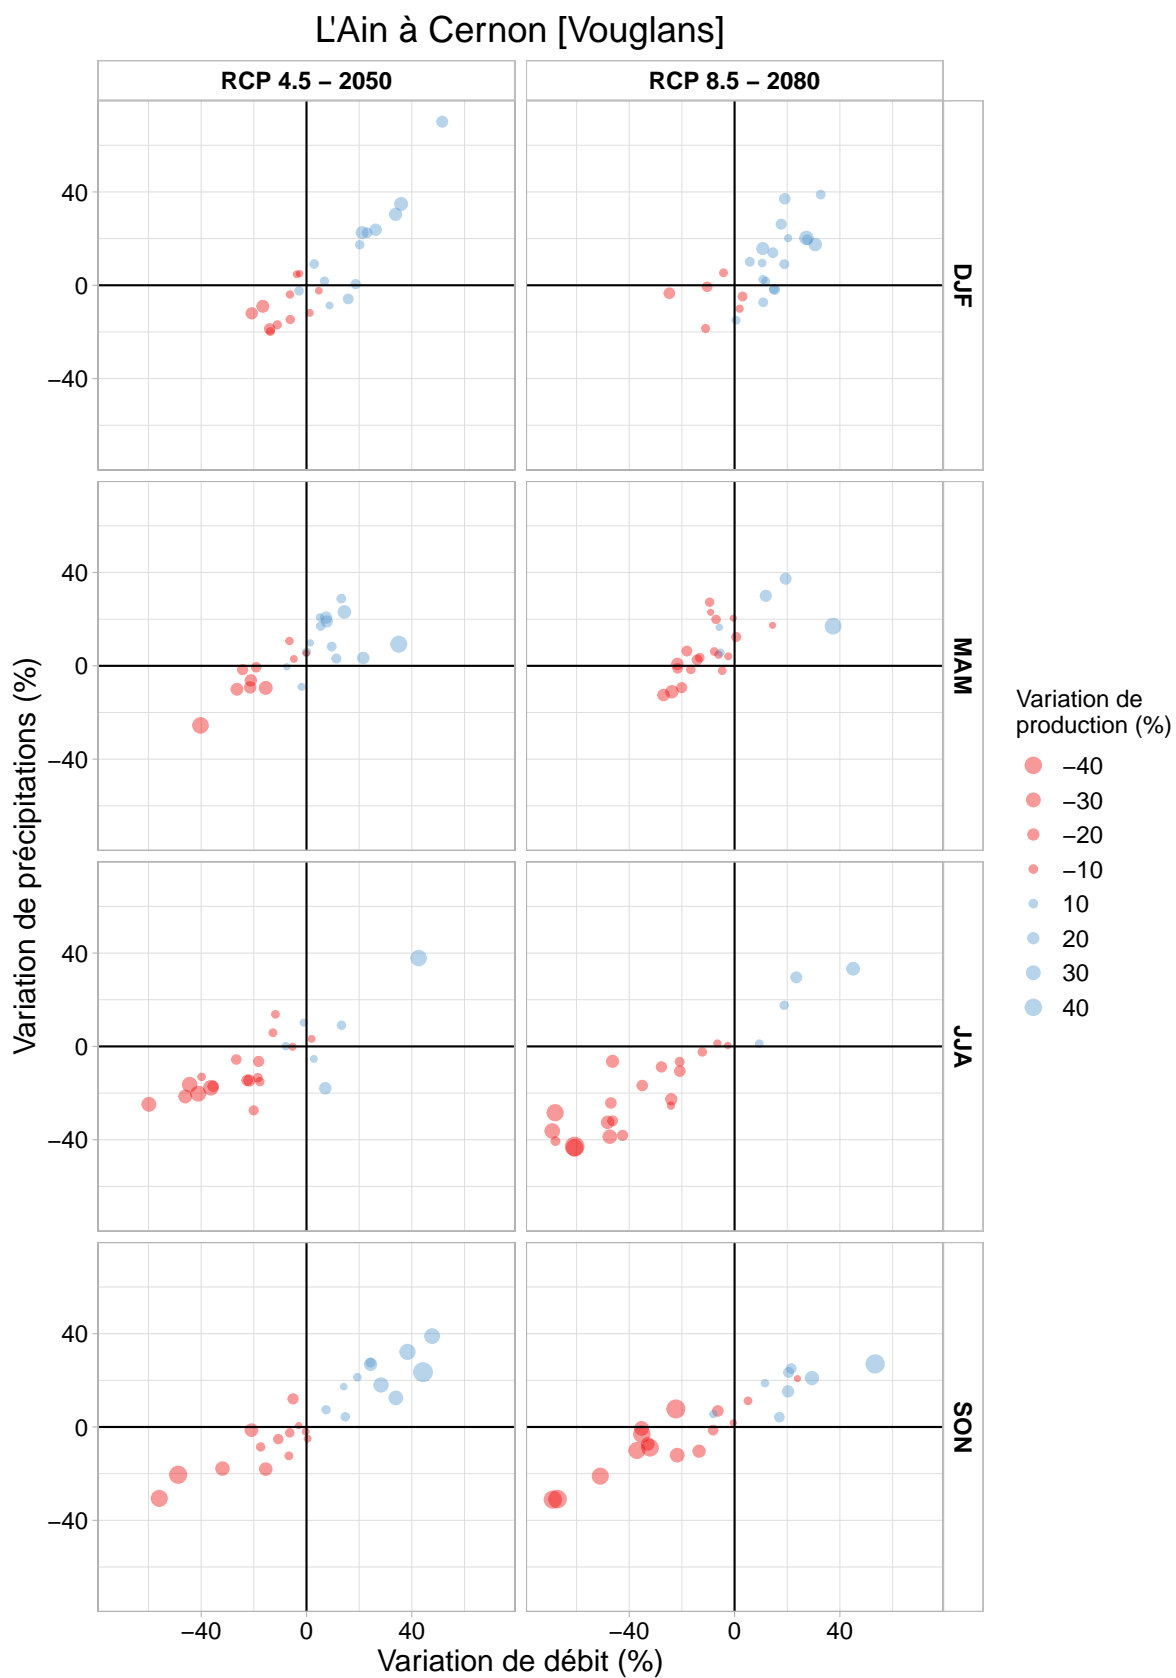 L'Ain à Cernon [Vouglans]
RCP 4.5 – 2050
RCP 8.5 – 2080
40
0
−40
DJF
40
0
−40
MAM
40
0
−40
JJA
40
0
−40
SON
−40 0 40
−40 0 40
Variation de débit (%)
Variation de précipitations (%)
Variation de
production (%)
−40
−30
−20
−10
10
20
30
40